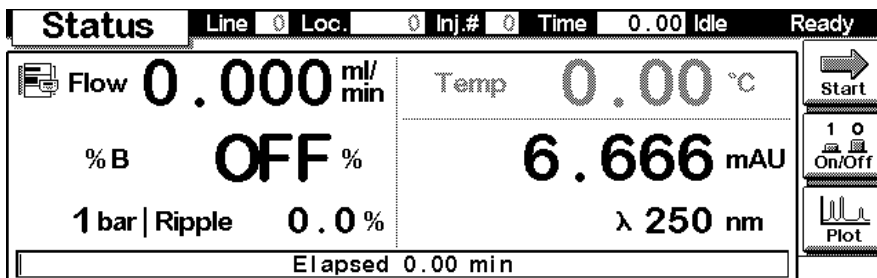 Status Line 0 Loc. 0 Inj.# 0 Time 0.00 Idle Ready
Flow 0.000 ml/min Temp 0.00 °C
Start
% B OFF % 6.666 mAU
1 0
On/Off
1 bar | Ripple 0.0 % λ 250 nm
Plot
Elapsed 0.00 min